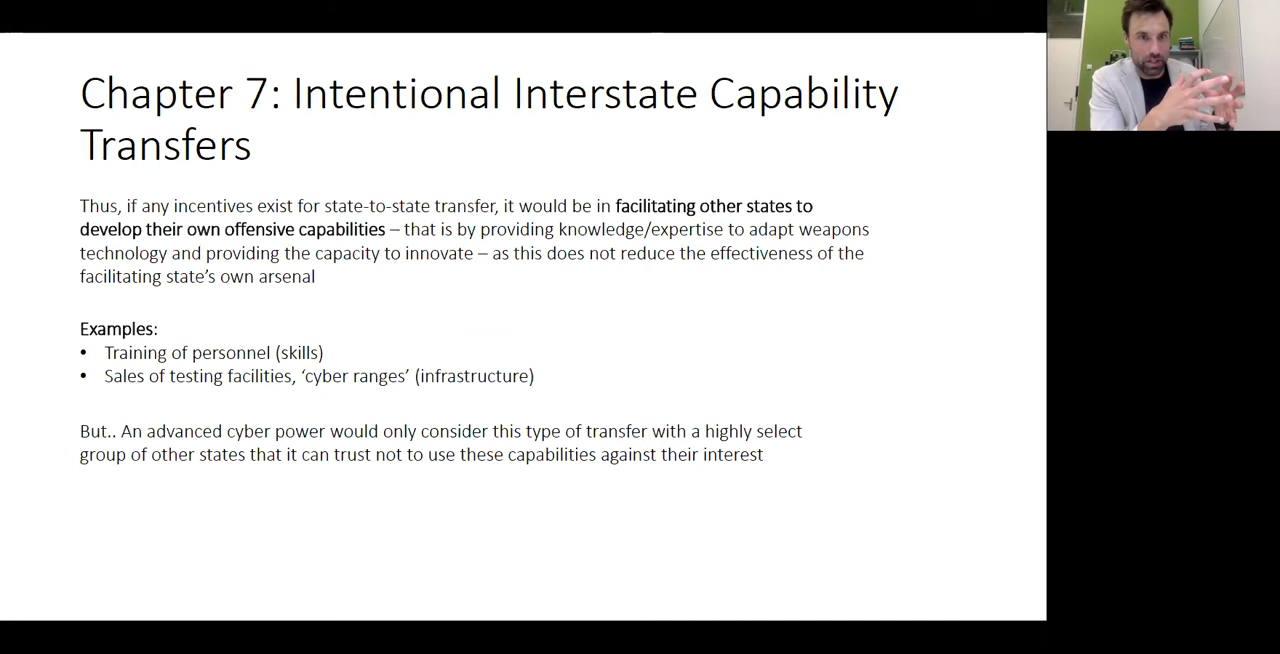 Chapter 7: Intentional Interstate Capability
Transfers
Thus, if any incentives exist for state-to-state transfer, it would be in facilitating other states to
develop their own offensive capabilities – that is by providing knowledge/expertise to adapt weapons
technology and providing the capacity to innovate – as this does not reduce the effectiveness of the
facilitating state’s own arsenal
Examples:
• Training of personnel (skills)
• Sales of testing facilities, ‘cyber ranges’ (infrastructure)
But.. An advanced cyber power would only consider this type of transfer with a highly select
group of other states that it can trust not to use these capabilities against their interest